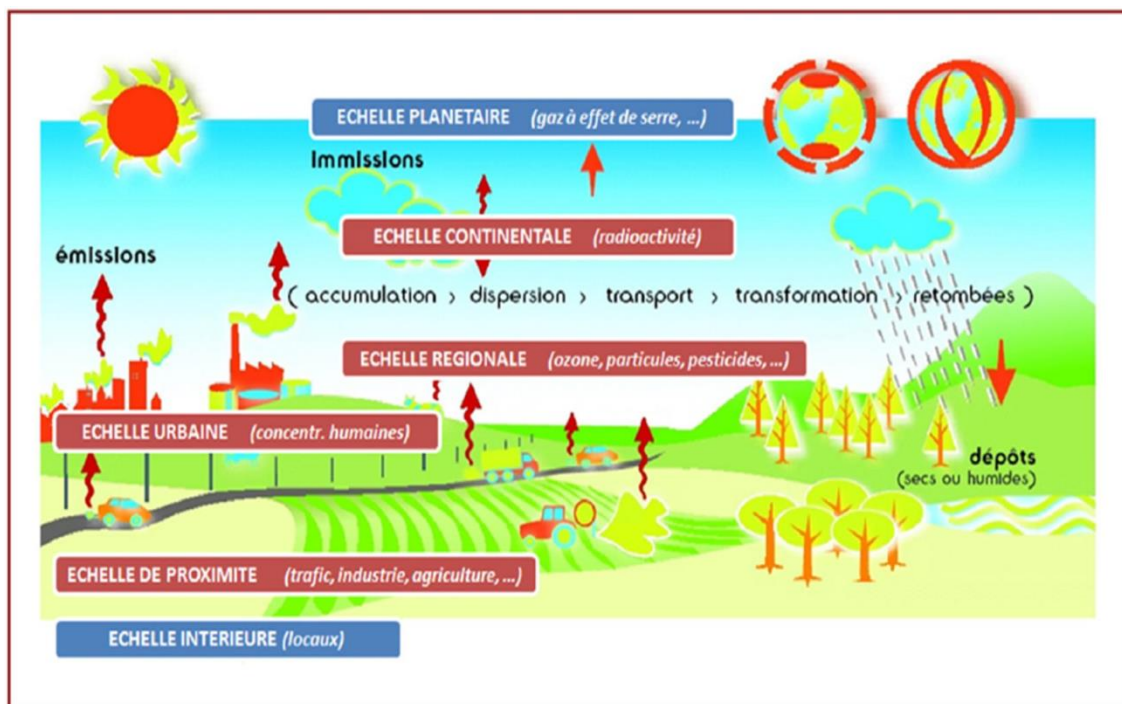 ECHELLE PLANETAIRE (gaz à effet de serre, ...)
immissions
ECHELLE CONTINENTALE (radioactivité)
émissions
( accumulation > dispersion > transport > transformation > retombées )
ECHELLE REGIONALE (ozone, particules, pesticides, ...)
ECHELLE URBAINE (concentr. humaines)
dépôts
(secs ou humides)
ECHELLE DE PROXIMITE (trafic, industrie, agriculture, ...)
ECHELLE INTERIEURE (locaux)